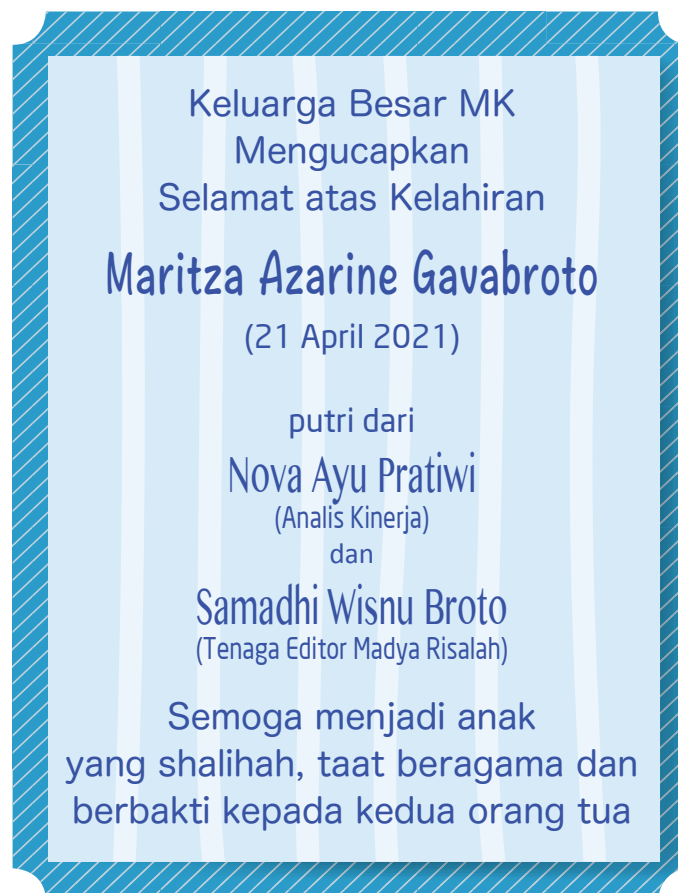 Keluarga Besar MK
Mengucapkan
Selamat atas Kelahiran
Maritza Azarine Gavabroto
(21 April 2021)
putri dari
Nova Ayu Pratiwi
(Analis Kinerja)
dan
Samadhi Wisnu Broto
(Tenaga Editor Madya Risalah)
Semoga menjadi anak
yang shalihah, taat beragama dan
berbakti kepada kedua orang tua